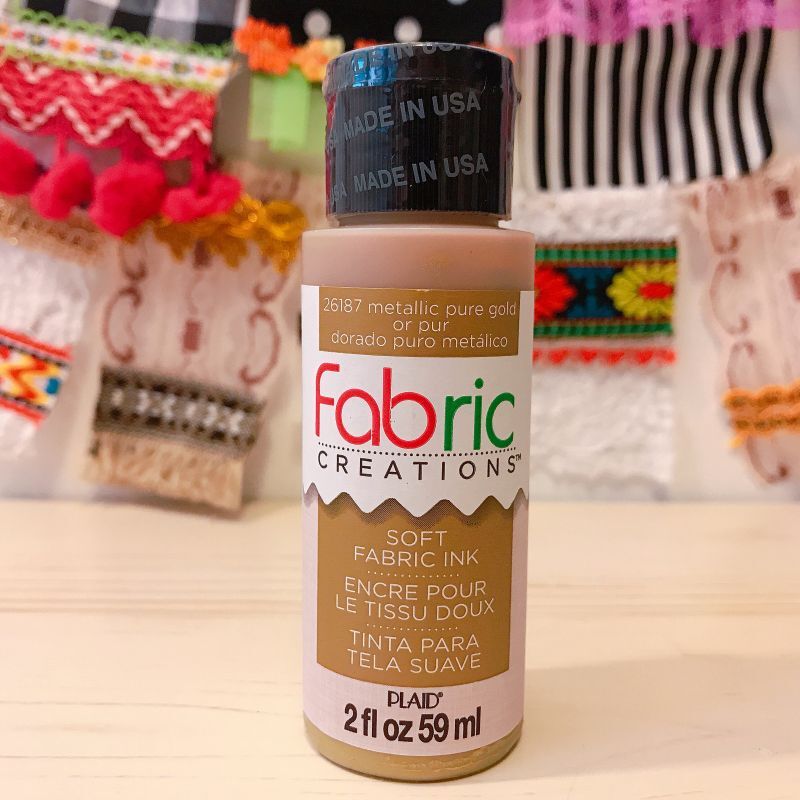 MADE IN USA
MADE IN USA
26187 metallic pure gold
or pur
dorado puro metálico
fabric
CREATIONS™
SOFT
FABRIC INK
ENCRE POUR
LE TISSU DOUX
TINTA PARA
TELA SUAVE
PLAID®
2 fl oz 59 ml